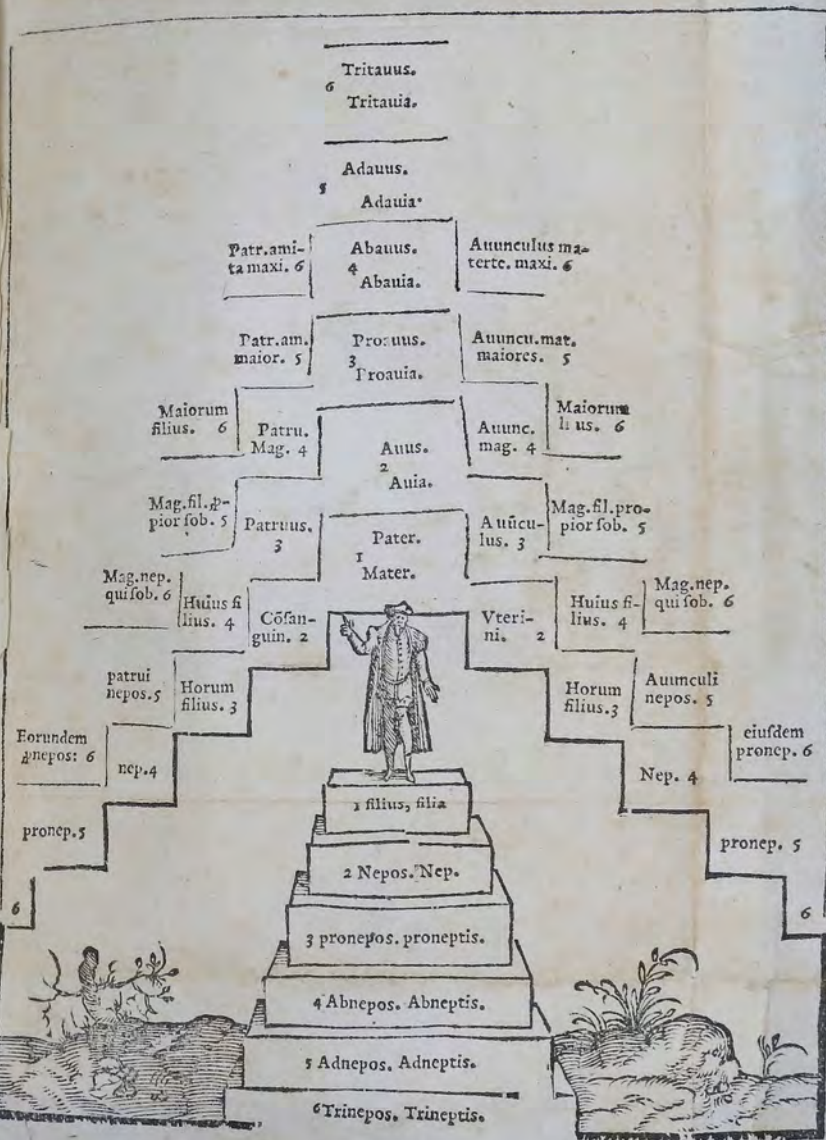 Tritauus.
6
Tritauia.
Adauus.
5
Adauia.
Patr.ami-
ta maxi. 6
Abauus.
4
Abauia.
Auunculus ma-
terte. maxi. 6
Patr.am.
maior. 5
3
Proauia.
Auuncu.mat.
maiores. 5
Maiorum
filius. 6
Patru.
Mag. 4
Auus.
2
Auia.
Auunc.
mag. 4
Maiorum
6
Mag.fil.ꝓ-
pior ſob. 5
Patruus.
3
Pater.
1
Mater.
Auūcu-
lus. 3
Mag.fil.pro-
pior ſob. 5
Mag.nep.
qui ſob. 6
Huius fi
lius. 4
Cōſan-
guin. 2
Vteri-
ni. 2
Huius fi-
lius. 4
Mag.nep.
qui ſob. 6
patrui
nepos.5
Horum
filius.3
Horum
filius.3
Auunculi
nepos. 5
Eorundem
ꝓnepos: 6
nep.4
Nep. 4
eiuſdem
pronep. 6
pronep.5
pronep. 5
6
6
1 filius, filia
2 Nepos. Nep.
3 pronepos. proneptis.
4 Abnepos. Abneptis.
5 Adnepos. Adneptis.
6 Trinepos. Trineptis.